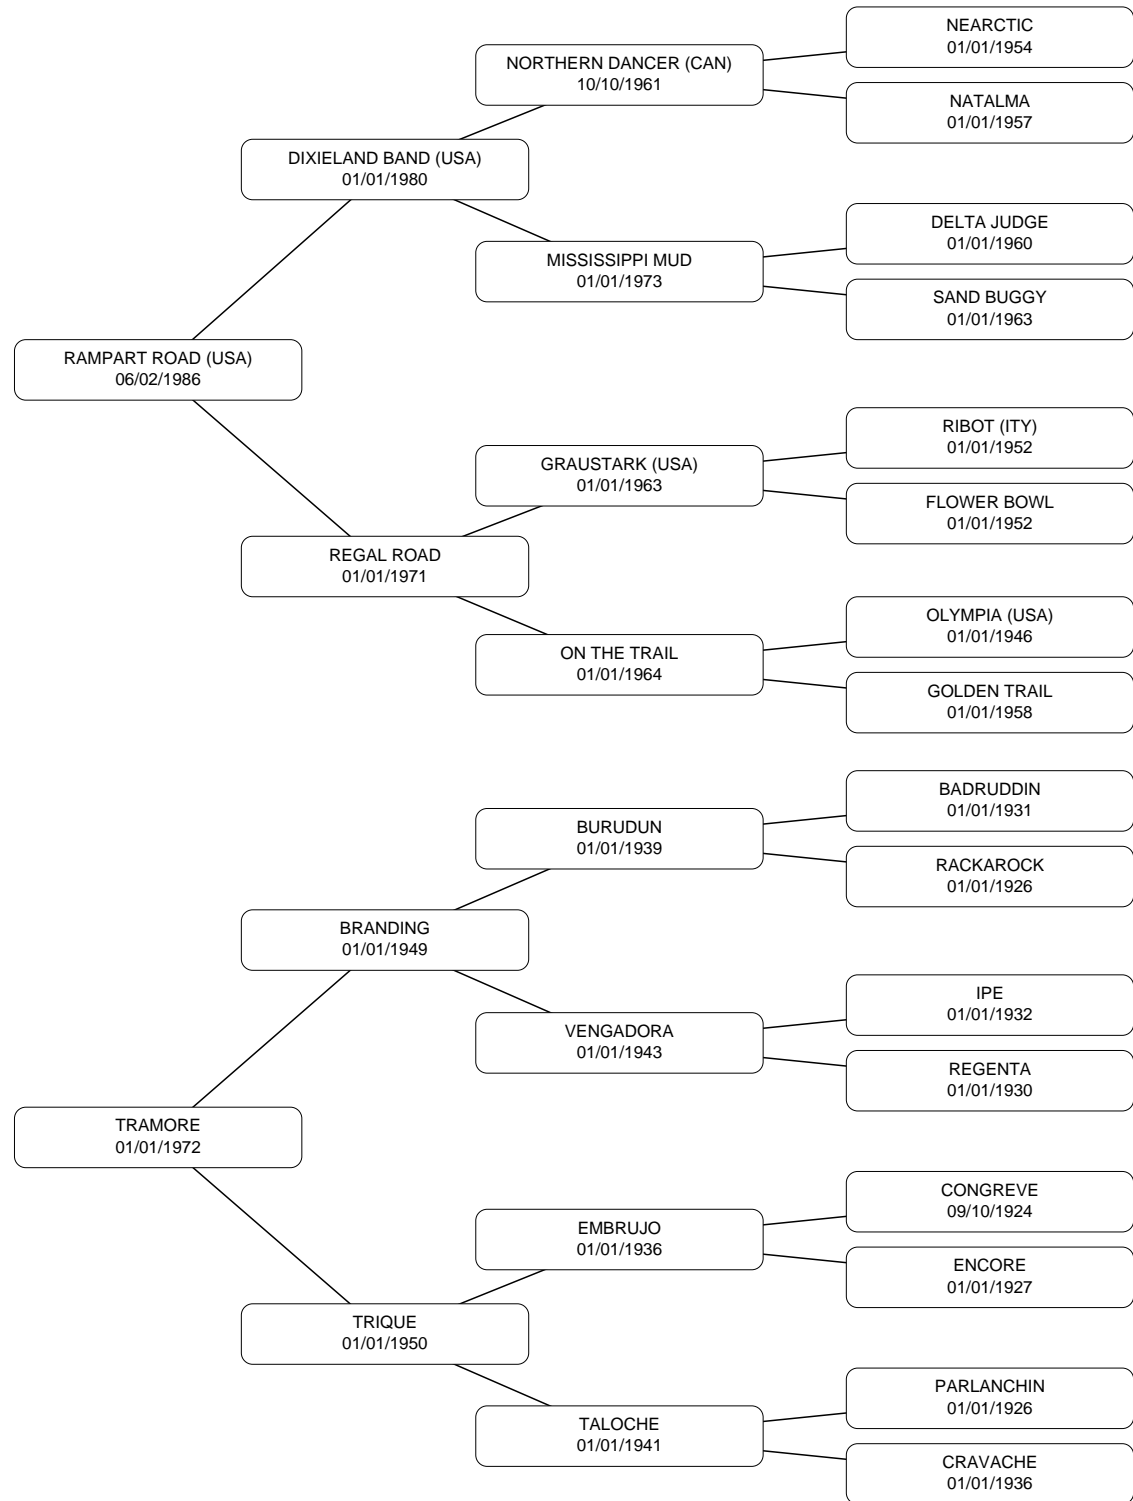 NEARCTIC
01/01/1954
NORTHERN DANCER (CAN)
10/10/1961
NATALMA
01/01/1957
DIXIELAND BAND (USA)
01/01/1980
DELTA JUDGE
01/01/1960
MISSISSIPPI MUD
01/01/1973
SAND BUGGY
01/01/1963
RAMPART ROAD (USA)
06/02/1986
RIBOT (ITY)
01/01/1952
GRAUSTARK (USA)
01/01/1963
FLOWER BOWL
01/01/1952
REGAL ROAD
01/01/1971
OLYMPIA (USA)
01/01/1946
ON THE TRAIL
01/01/1964
GOLDEN TRAIL
01/01/1958
BADRUDDIN
01/01/1931
BURUDUN
01/01/1939
RACKAROCK
01/01/1926
BRANDING
01/01/1949
IPE
01/01/1932
VENGADORA
01/01/1943
REGENTA
01/01/1930
TRAMORE
01/01/1972
CONGREVE
09/10/1924
EMBRUJO
01/01/1936
ENCORE
01/01/1927
TRIQUE
01/01/1950
PARLANCHIN
01/01/1926
TALOCHE
01/01/1941
CRAVACHE
01/01/1936